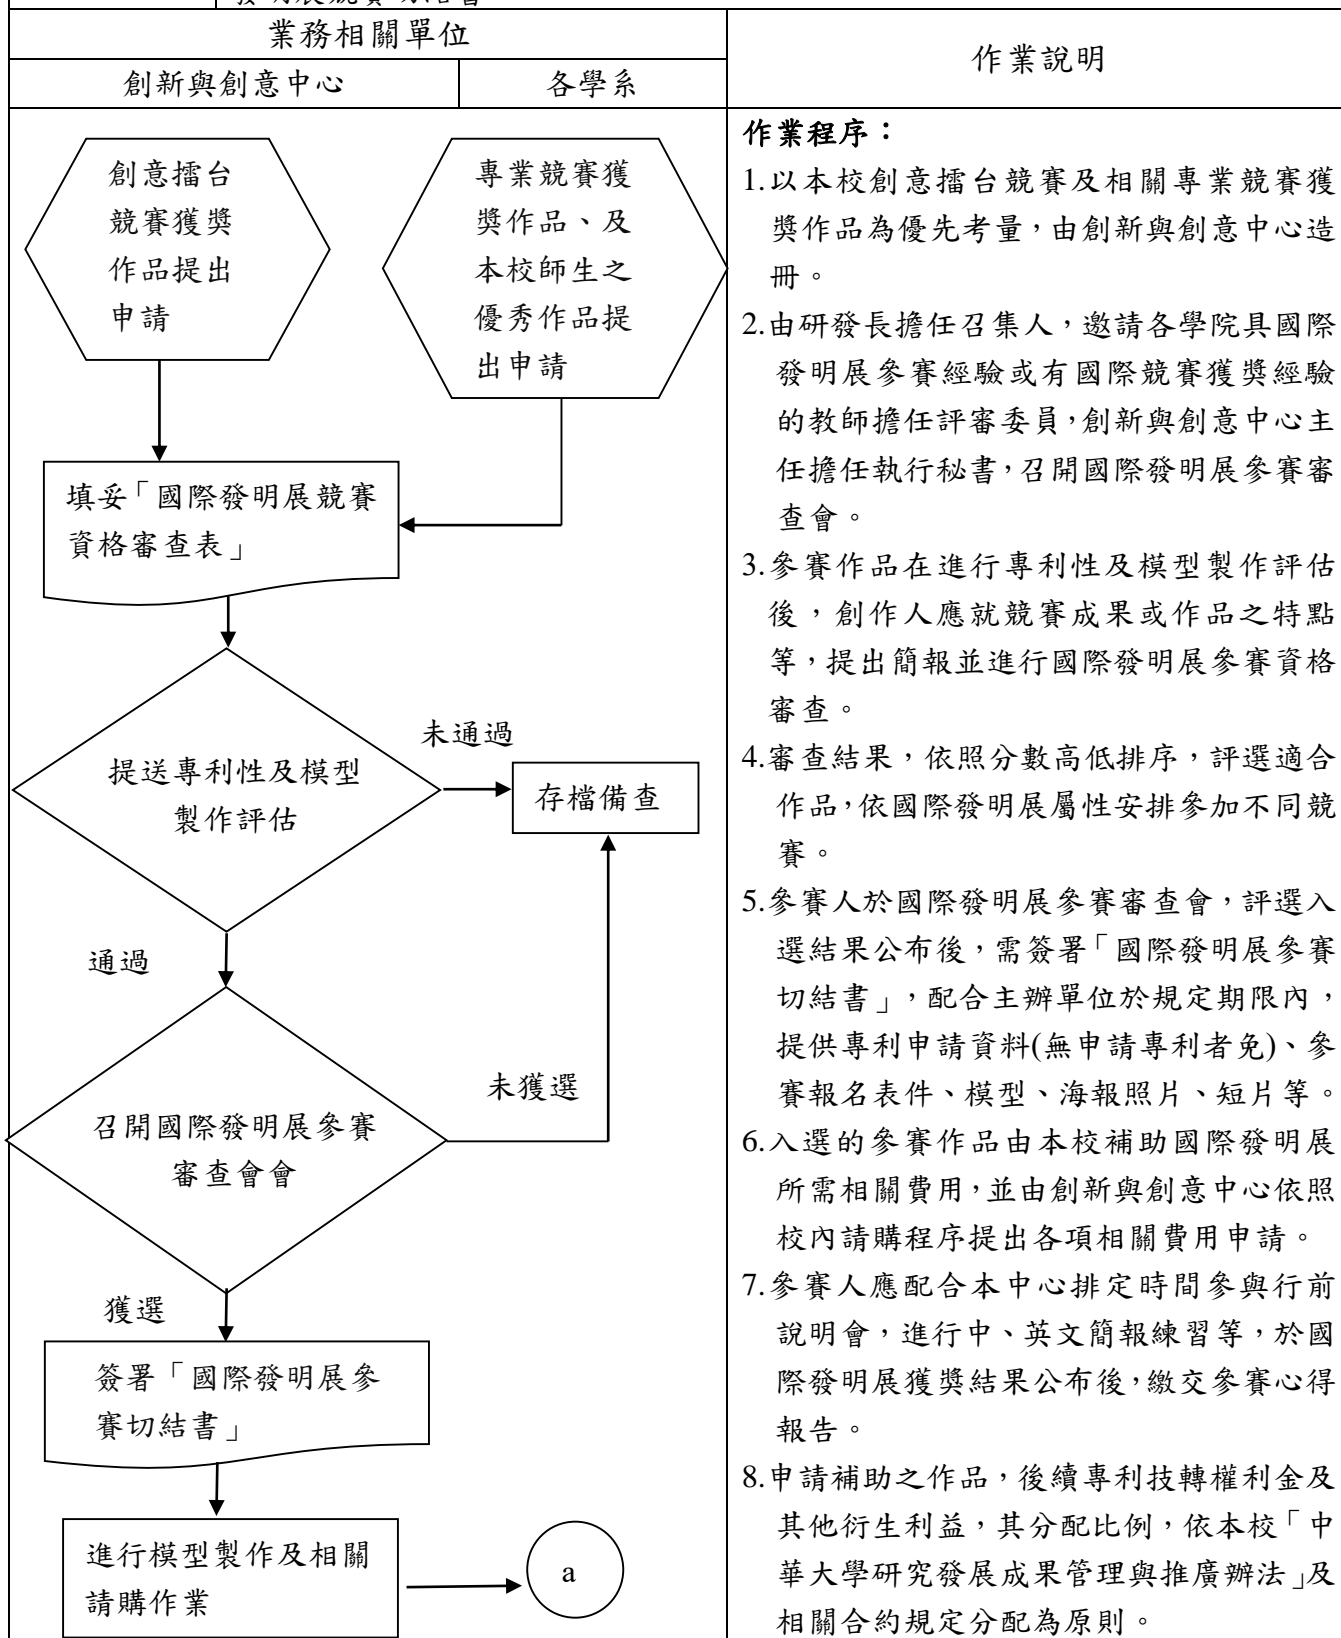 業務相關單位
作業說明
創新與創意中心
各學系
創意擂台
競賽獲獎
作品提出
申請
專業競賽獲
獎作品、及
本校師生之
優秀作品提
出申請
填妥「國際發明展競賽
資格審查表」
提送專利性及模型
製作評估
未通過
存檔備查
通過
召開國際發明展參賽
審查會會
未獲選
獲選
簽署「國際發明展參
賽切結書」
進行模型製作及相關
請購作業
a
作業程序：
1.以本校創意擂台競賽及相關專業競賽獲
獎作品為優先考量，由創新與創意中心造
冊。
2.由研發長擔任召集人，邀請各學院具國際
發明展參賽經驗或有國際競賽獲獎經驗
的教師擔任評審委員，創新與創意中心主
任擔任執行秘書，召開國際發明展參賽審
查會。
3.參賽作品在進行專利性及模型製作評估
後，創作人應就競賽成果或作品之特點
等，提出簡報並進行國際發明展參賽資格
審查。
4.審查結果，依照分數高低排序，評選適合
作品，依國際發明展屬性安排參加不同競
賽。
5.參賽人於國際發明展參賽審查會，評選入
選結果公布後，需簽署「國際發明展參賽
切結書」，配合主辦單位於規定期限內，
提供專利申請資料(無申請專利者免)、參
賽報名表件、模型、海報照片、短片等。
6.入選的參賽作品由本校補助國際發明展
所需相關費用，並由創新與創意中心依照
校內請購程序提出各項相關費用申請。
7.參賽人應配合本中心排定時間參與行前
說明會，進行中、英文簡報練習等，於國
際發明展獲獎結果公布後，繳交參賽心得
報告。
8.申請補助之作品，後續專利技轉權利金及
其他衍生利益，其分配比例，依本校「中
華大學研究發展成果管理與推廣辦法」及
相關合約規定分配為原則。